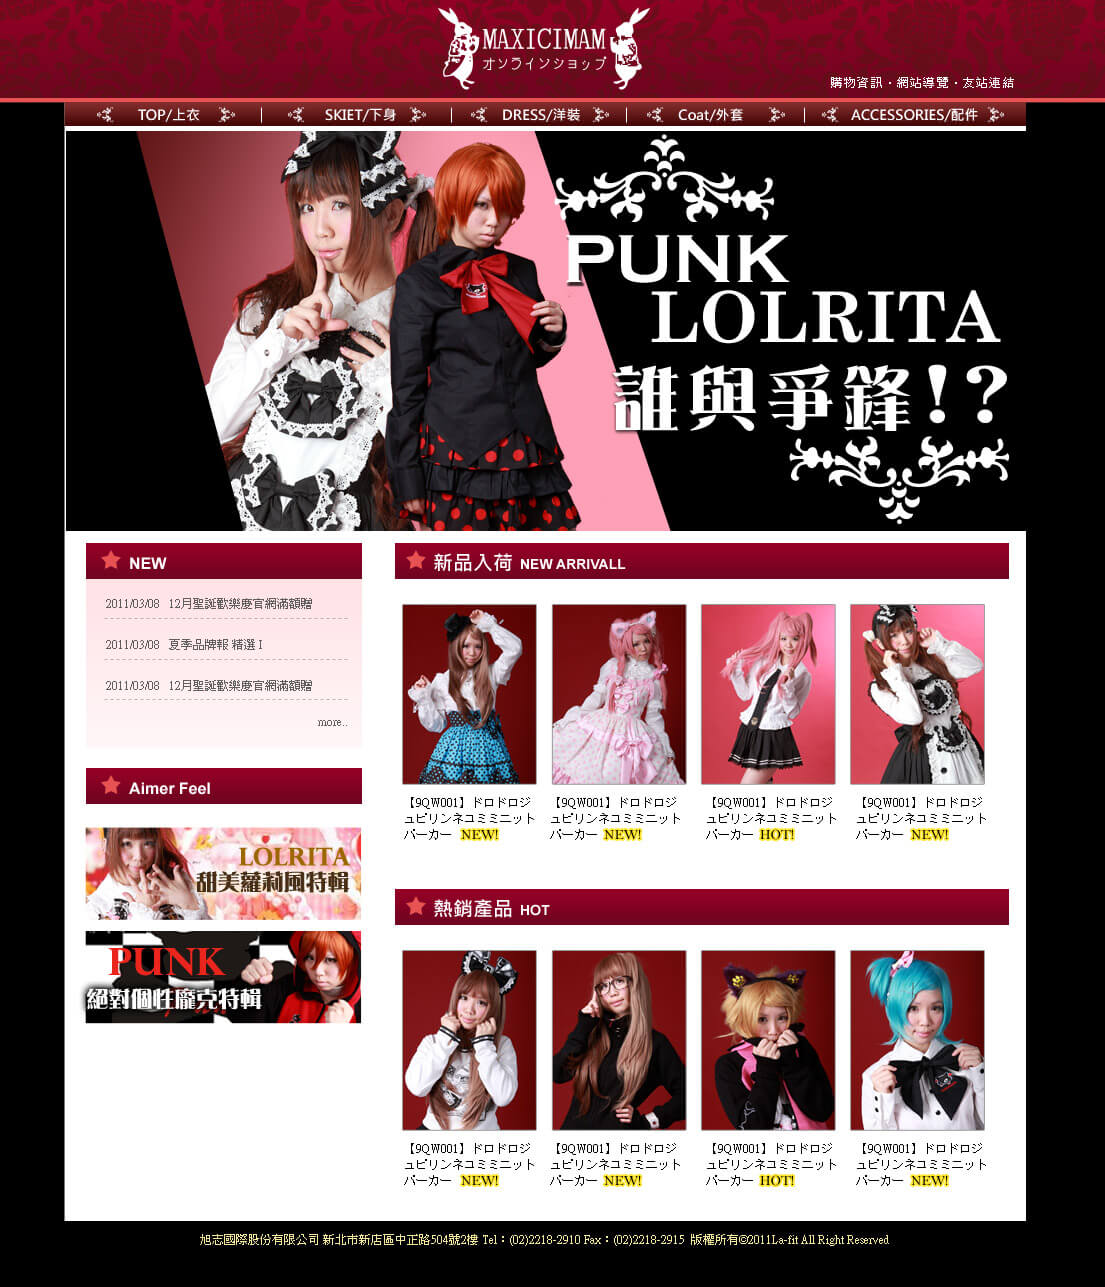 MAXICIMAM
オンラインショップ
購物資訊・網站導覽・友站連結
TOP/上衣
SKIET/下身
DRESS/洋裝
Coat/外套
ACCESSORIES/配件
PUNK
LOLRITA
誰與爭鋒!?
NEW
2011/03/08 12月聖誕歡樂慶官網滿額贈
2011/03/08 夏季品牌報 精選 I
2011/03/08 12月聖誕歡樂慶官網滿額贈
more..
Aimer Feel
LOLRITA
甜美蘿莉風特輯
PUNK
絕對個性龐克特輯
新品入荷 NEW ARRIVALL
【9QW001】ドロドロジ
ュピリンネコミミニット
パーカー NEW!
【9QW001】ドロドロジ
ュピリンネコミミニット
パーカー NEW!
【9QW001】ドロドロジ
ュピリンネコミミニット
パーカー HOT!
【9QW001】ドロドロジ
ュピリンネコミミニット
パーカー NEW!
熱銷產品 HOT
【9QW001】ドロドロジ
ュピリンネコミミニット
パーカー NEW!
【9QW001】ドロドロジ
ュピリンネコミミニット
パーカー NEW!
【9QW001】ドロドロジ
ュピリンネコミミニット
パーカー HOT!
【9QW001】ドロドロジ
ュピリンネコミミニット
パーカー NEW!
旭志國際股份有限公司 新北市新店區中正路504號2樓 Tel：(02)2218-2910 Fax：(02)2218-2915 版權所有©2011La-fit All Right Reserved